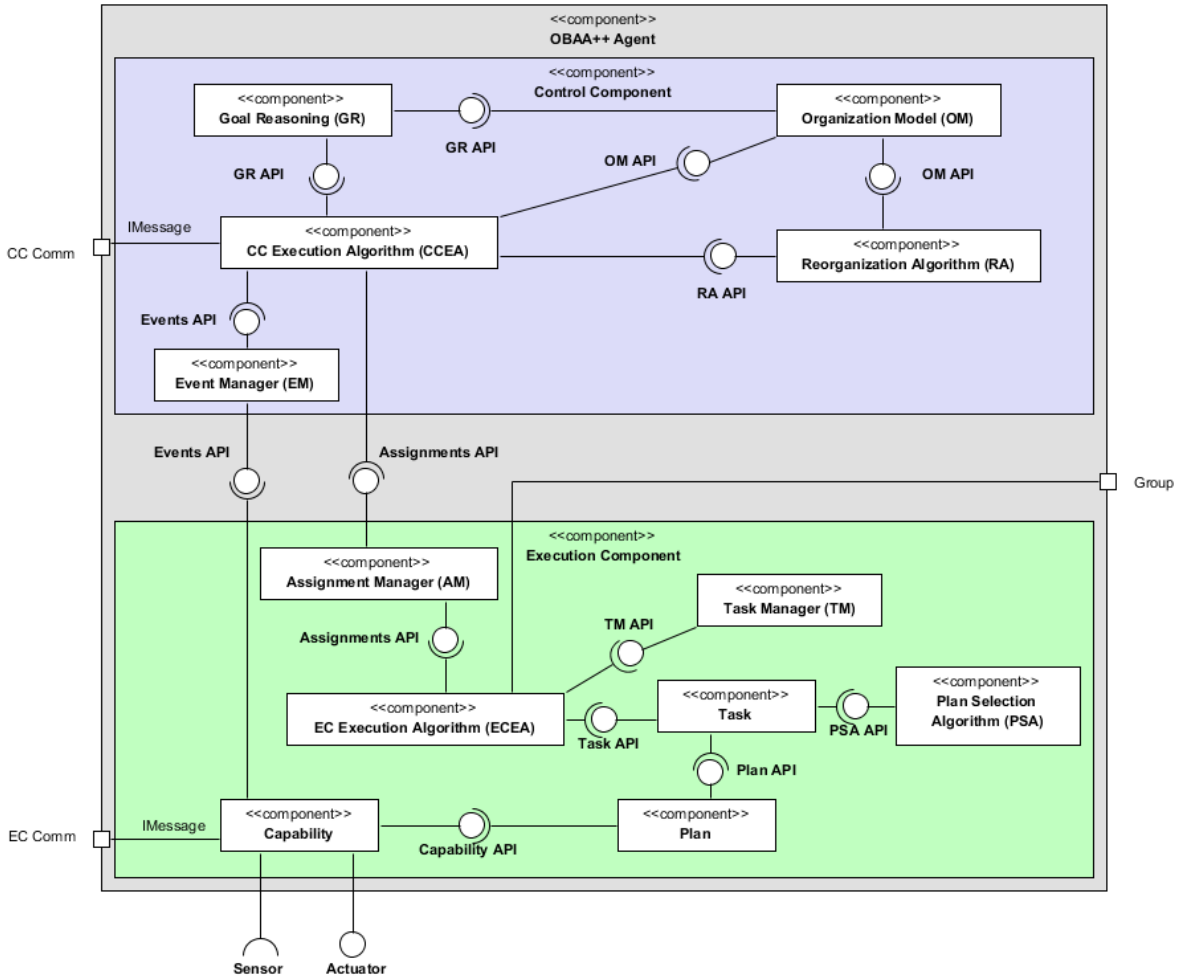 <<component>>
OBAA++ Agent
<<component>>
Control Component
<<component>>
Goal Reasoning (GR)
<<component>>
Organization Model (OM)
GR API
OM API
GR API
OM API
IMessage
<<component>>
CC Execution Algorithm (CCEA)
<<component>>
Reorganization Algorithm (RA)
CC Comm
RA API
Events API
<<component>>
Event Manager (EM)
Events API
Assignments API
Group
<<component>>
Execution Component
<<component>>
Assignment Manager (AM)
<<component>>
Task Manager (TM)
TM API
Assignments API
<<component>>
EC Execution Algorithm (ECEA)
<<component>>
Task
<<component>>
Plan Selection
Algorithm (PSA)
PSA API
Task API
Plan API
<<component>>
Capability
<<component>>
Plan
IMessage
EC Comm
Capability API
Sensor
Actuator